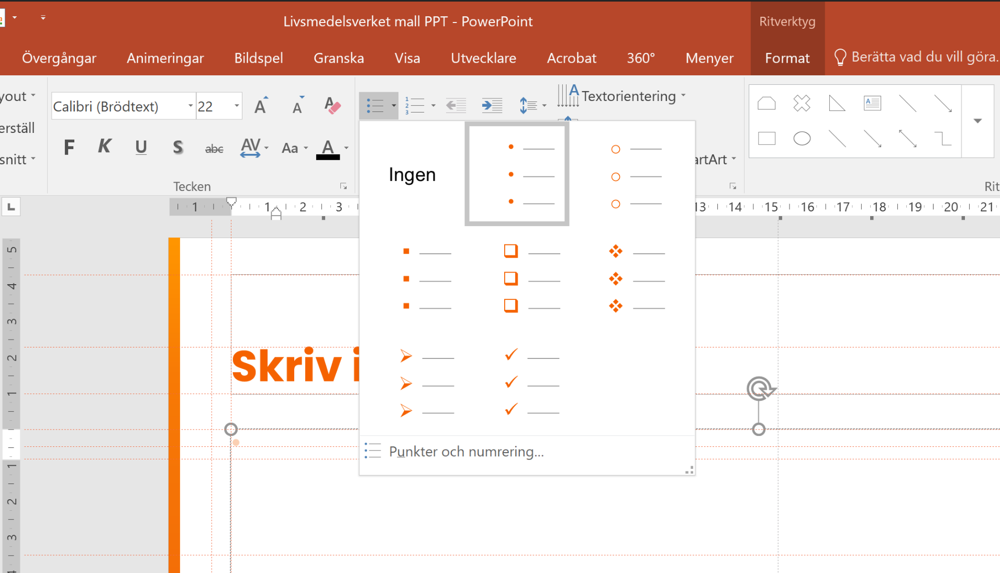 Livsmedelsverket mall PPT - PowerPoint
Ritverktyg
Övergångar Animeringar Bildspel Granska Visa Utvecklare Acrobat 360° Menyer Format Berätta vad du vill göra.
yout
Calibri (Brödtext) 22 A A A
1
2
3
A Textorientering
erställ
F K U S abc AV Aa A
snitt
artArt
Tecken
Rit
Ingen
L
1 1 2 3 13 14 15 16 17 18 19 20 21
5
4
3
2
1
1
2
3
Skriv i
Punkter och numrering...